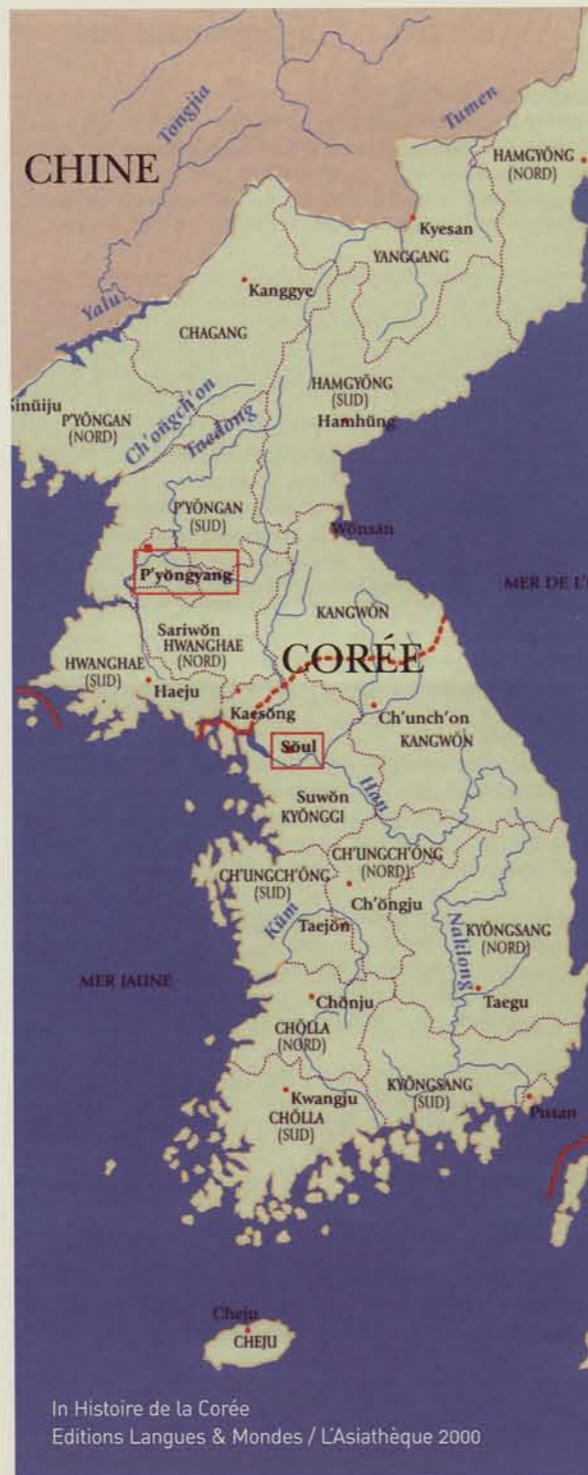 Tongjia
Tumen
CHINE
HAMGYŎNG
(NORD)
Kyesan
YANGGANG
Kanggye
Yalu
CHAGANG
HAMGYŎNG
(SUD)
Sinŭiju
P'YŎNGAN
(NORD)
Ch'ongch'on
Taedong
Hamhŭng
P'YŎNGAN
(SUD)
Wŏnsan
P'yŏngyang
MER DE L'
KANGWŎN
Sariwŏn
HWANGHAE
(NORD)
CORÉE
HWANGHAE
(SUD)
Haeju
Kaesŏng
Ch'unch'on
KANGWŎN
Sŏul
Han
Suwŏn
KYŎNGGI
CH'UNGCH'ŎNG
(NORD)
CH'UNGCH'ŎNG
(SUD)
Ch'ŏngju
Kŭm
Taejŏn
Naklong
KYŎNGSANG
(NORD)
MER JAUNE
Taegu
Chŏnju
CHŎLLA
(NORD)
KYŎNGSANG
(SUD)
Kwangju
Pusan
CHŎLLA
(SUD)
Cheju
CHEJU
In Histoire de la Corée
Editions Langues & Mondes / L'Asiathèque 2000